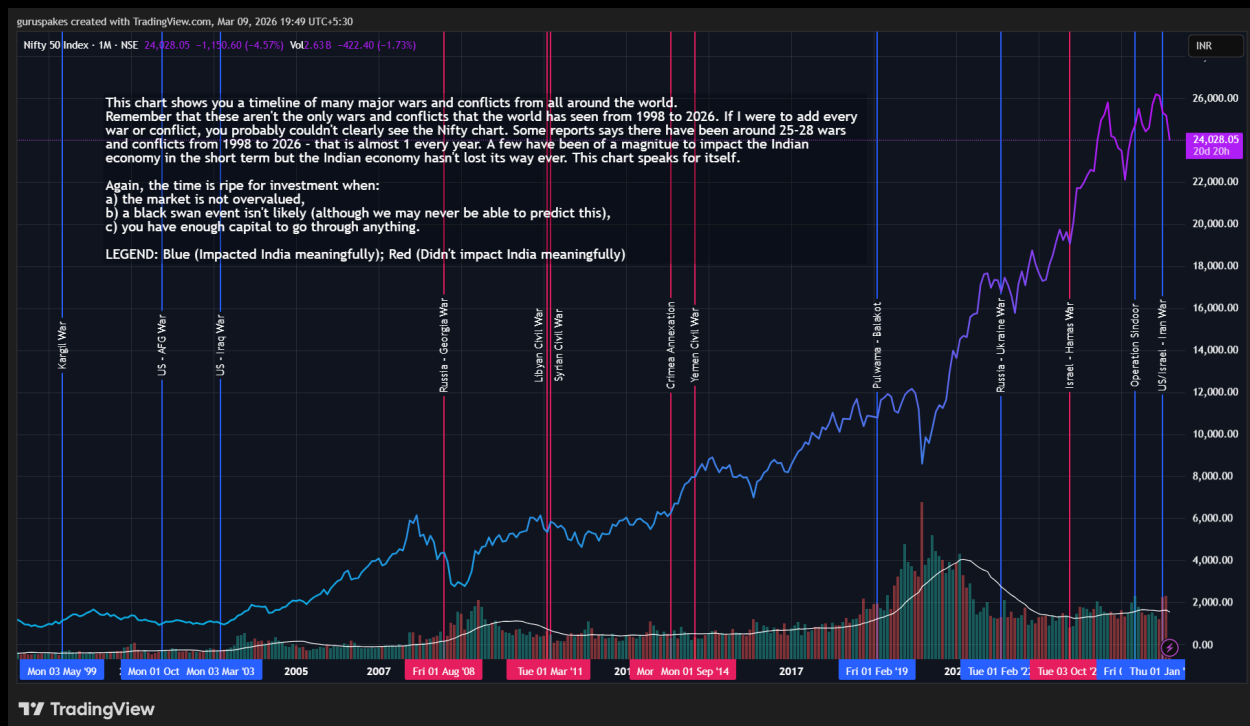 guruspakes created with TradingView.com, Mar 09, 2026 19:49 UTC+5:30
Nifty 50 Index · 1M · NSE 24,028.05 −1,150.60 (−4.57%) Vol 2.63B −422.40 (−1.73%)
INR
This chart shows you a timeline of many major wars and conflicts from all around the world.
Remember that these aren't the only wars and conflicts that the world has seen from 1998 to 2026. If I were to add every
war or conflict, you probably couldn't clearly see the Nifty chart. Some reports says there have been around 25-28 wars
and conflicts from 1998 to 2026 - that is almost 1 every year. A few have been of a magnitue to impact the Indian
economy in the short term but the Indian economy hasn't lost its way ever. This chart speaks for itself.
Again, the time is ripe for investment when:
a) the market is not overvalued,
b) a black swan event isn't likely (although we may never be able to predict this),
c) you have enough capital to go through anything.
LEGEND: Blue (Impacted India meaningfully); Red (Didn't impact India meaningfully)
26,000.00
24,028.05
20d 20h
22,000.00
20,000.00
18,000.00
16,000.00
14,000.00
12,000.00
10,000.00
8,000.00
6,000.00
4,000.00
2,000.00
0.00
Kargil War
US - AFG War
US - Iraq War
Russia - Georgia War
Libyan Civil War
Syrian Civil War
Crimea Annexation
Yemen Civil War
Pulwama - Balakot
Russia - Ukraine War
Israel - Hamas War
Operation Sindoor
US/Israel - Iran War
Mon 03 May '99
Mon 01 Oct
Mon 03 Mar '03
2005
2007
Fri 01 Aug '08
Tue 01 Mar '11
Mon 01 Sep '14
2017
Fri 01 Feb '19
Tue 01 Feb '22
Tue 03 Oct '2
Thu 01 Jan '
TradingView